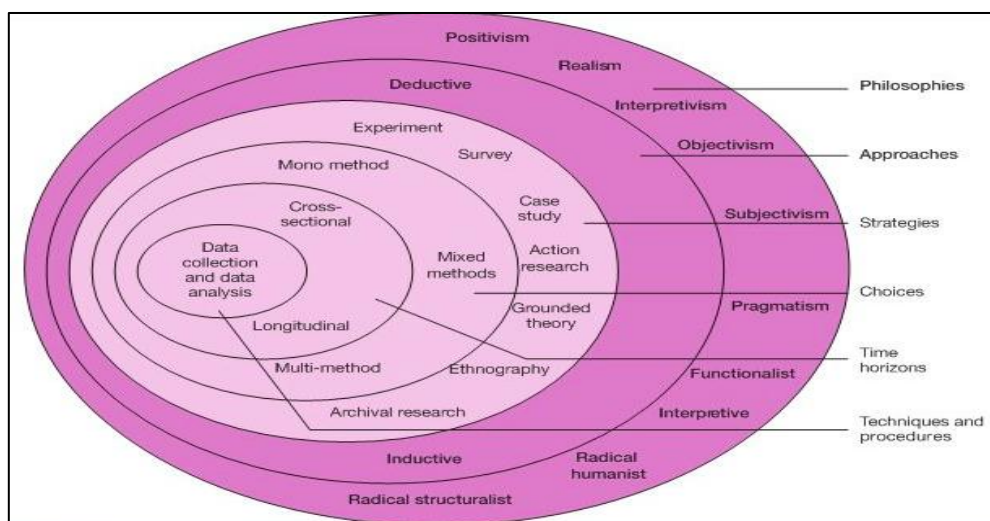 Positivism
Realism
Philosophies
Deductive
Interpretivism
Experiment
Objectivism
Approaches
Survey
Mono method
Case
study
Subjectivism
Strategies
Cross-
sectional
Data
collection
and data
analysis
Mixed
methods
Action
research
Choices
Grounded
theory
Pragmatism
Longitudinal
Time
horizons
Multi-method
Ethnography
Functionalist
Archival research
Interpretive
Techniques and
procedures
Inductive
Radical
humanist
Radical structuralist